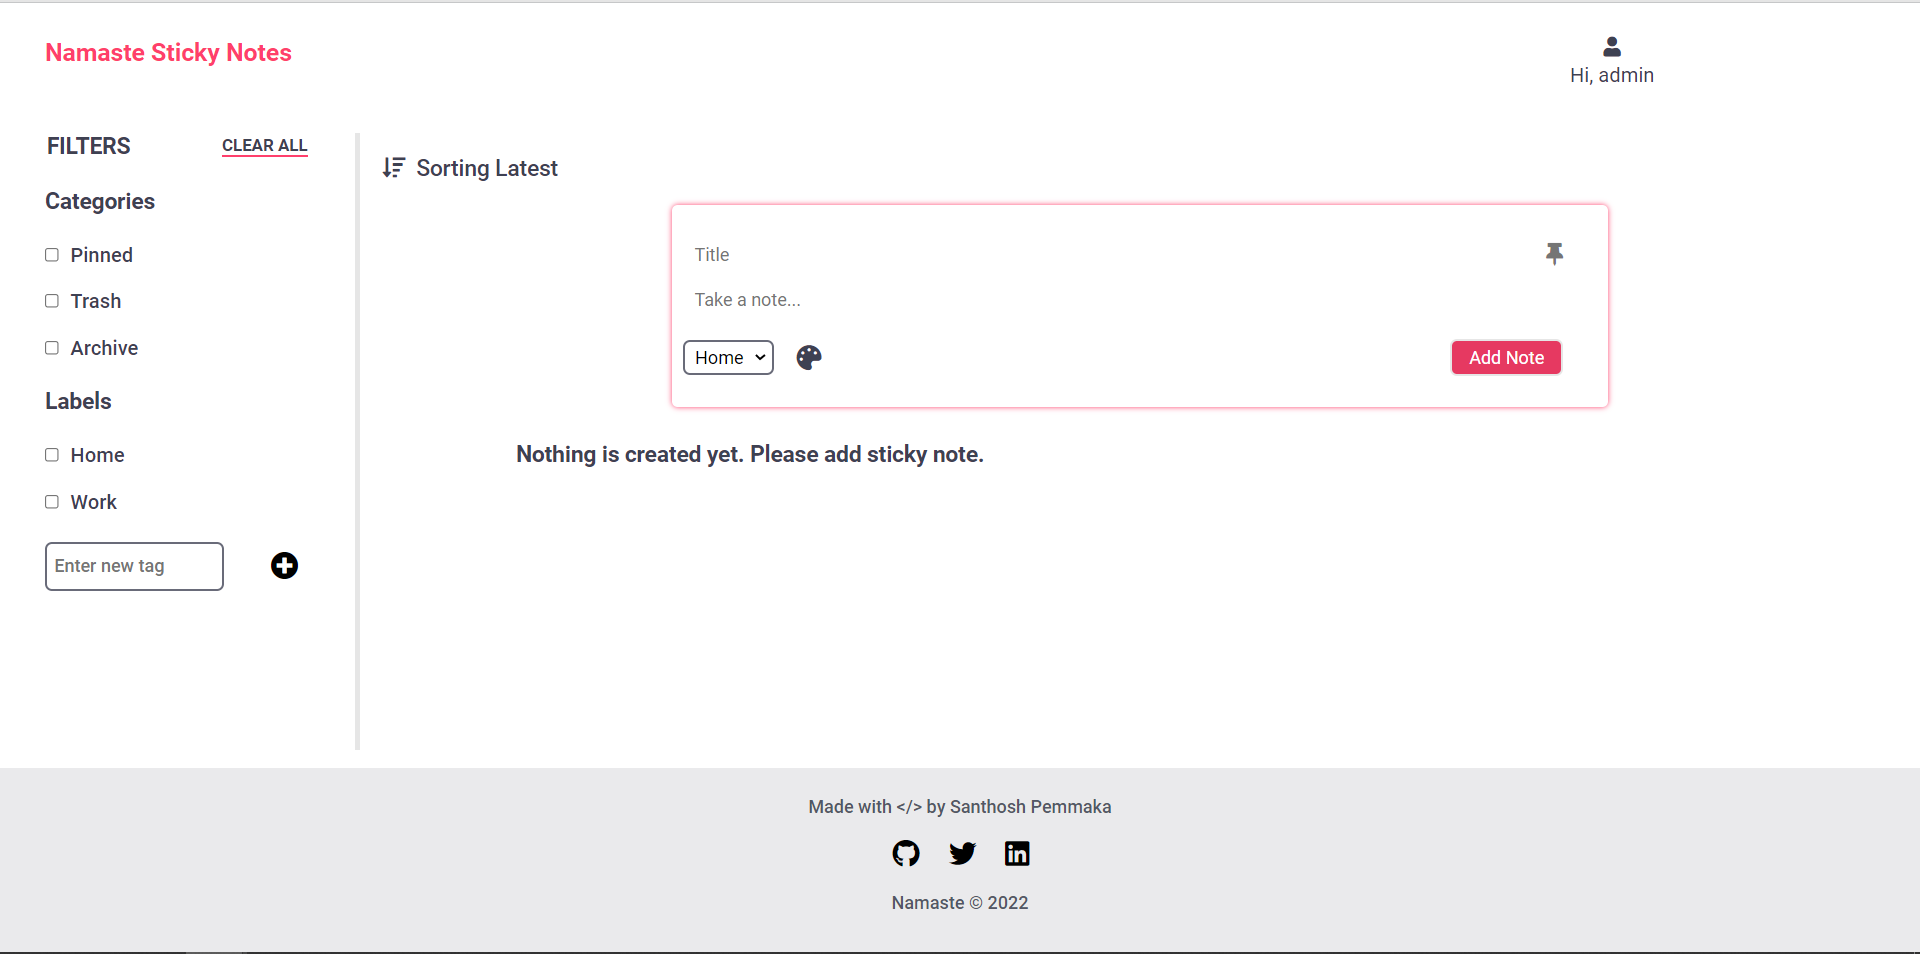 Namaste Sticky Notes
Hi, admin
FILTERS
CLEAR ALL
Categories
Pinned
Trash
Archive
Labels
Home
Work
Enter new tag
Sorting Latest
Title
Take a note...
Home
Add Note
Nothing is created yet. Please add sticky note.
Made with </> by Santhosh Pemmaka
in
Namaste © 2022